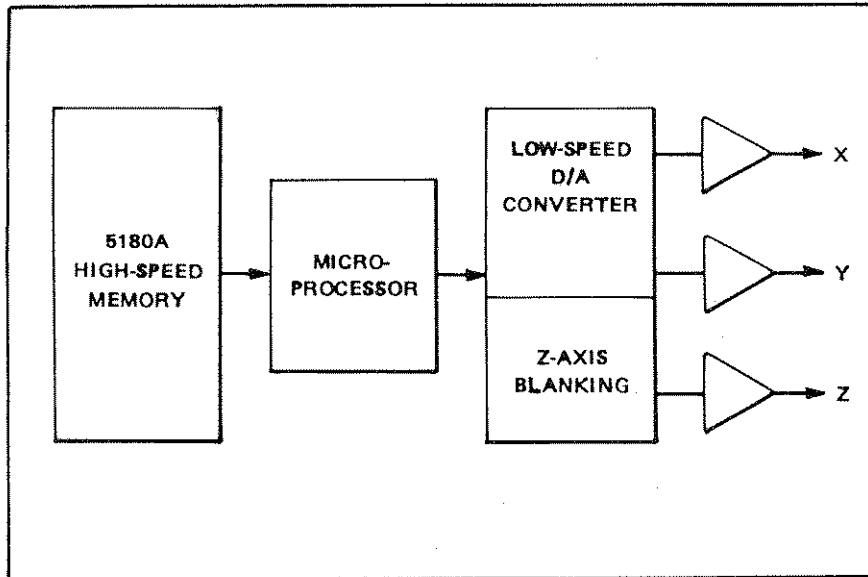 5180A
HIGH-SPEED
MEMORY
MICRO-
PROCESSOR
LOW-SPEED
D/A
CONVERTER
Z-AXIS
BLANKING
X
Y
Z